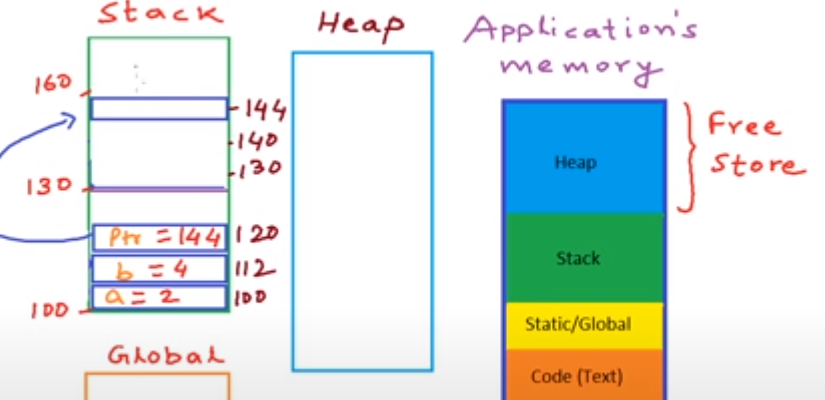 Stack
160
144
140
130
130
Ptr = 144
120
b = 4
112
a = 2
100
100
Global
Heap
Application's
memory
Heap
Stack
Static/Global
Code (Text)
Free
Store